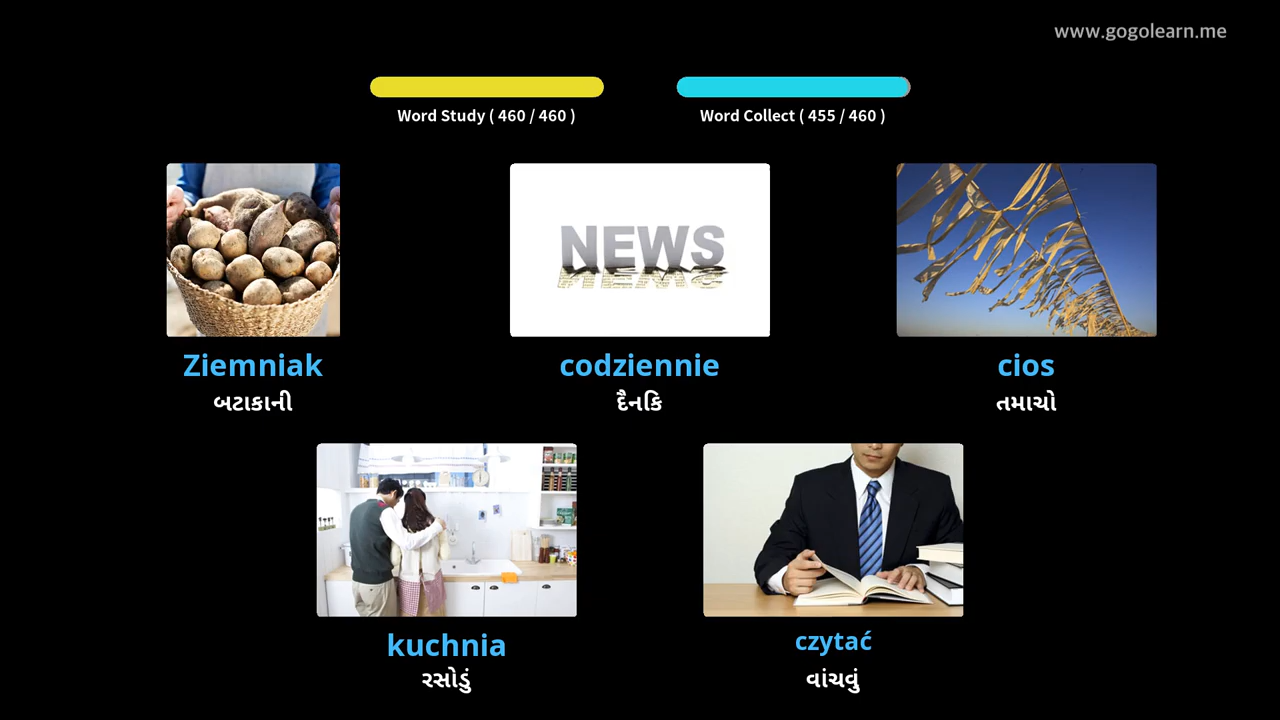 www.gogolearn.me
Word Study ( 460 / 460 )
Word Collect ( 455 / 460 )
NEWS
Ziemniak
બટાકાની
codziennie
દૈનકિ
cios
તમાચો
kuchnia
રસોડું
czytać
વાંચવું